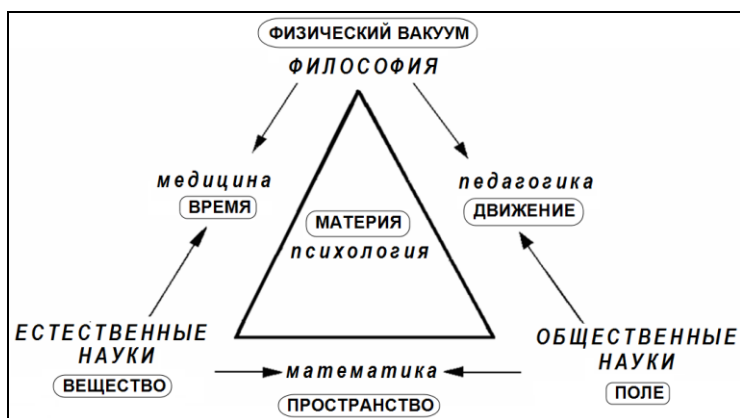 ФИЗИЧЕСКИЙ ВАКУУМ
ФИЛОСОФИЯ
медицина
ВРЕМЯ
педагогика
ДВИЖЕНИЕ
МАТЕРИЯ
психология
ЕСТЕСТВЕННЫЕ
НАУКИ
ВЕЩЕСТВО
математика
ПРОСТРАНСТВО
ОБЩЕСТВЕННЫЕ
НАУКИ
ПОЛЕ